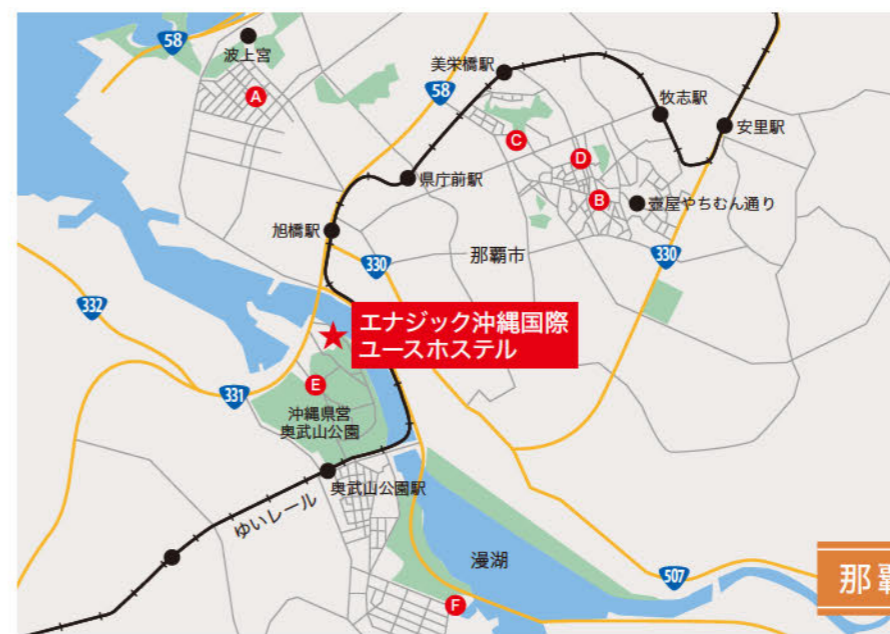 58
波上宮
A
美栄橋駅
58
牧志駅
安里駅
C
D
県庁前駅
B
壺屋やちむん通り
旭橋駅
那覇市
330
330
332
エナジック沖縄国際
ユースホステル
331
E
沖縄県営
奥武山公園
奥武山公園駅
ゆいレール
漫湖
507
F
那覇